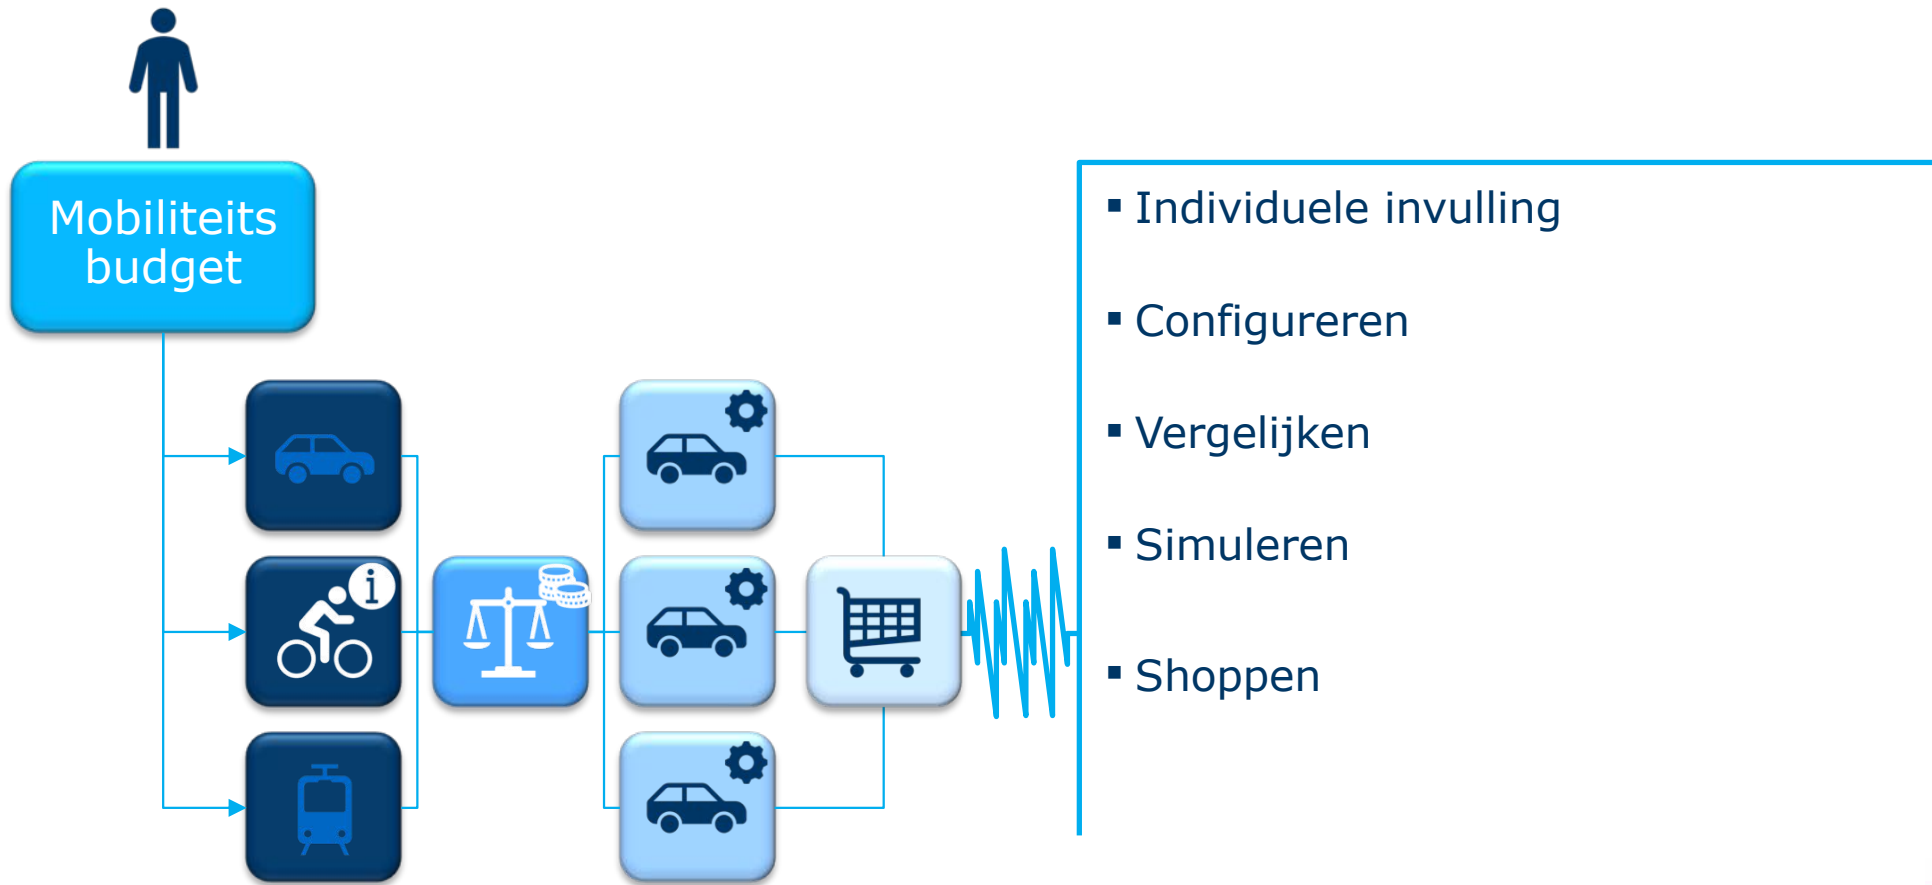 Mobiliteits
budget
▪ Individuele invulling
▪ Configureren
▪ Vergelijken
▪ Simuleren
▪ Shoppen
i